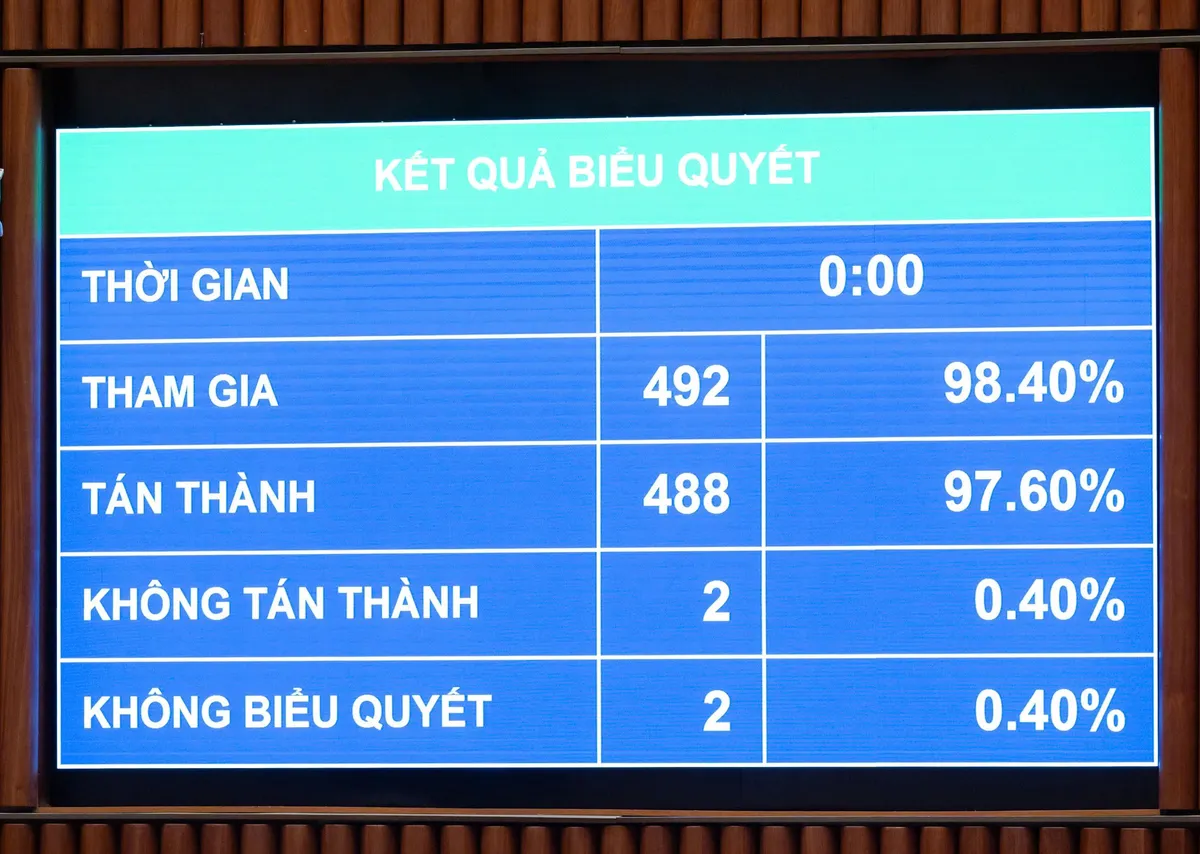 KẾT QUẢ BIỂU QUYẾT
THỜI GIAN 0:00
THAM GIA 492 98.40%
TÁN THÀNH 488 97.60%
KHÔNG TÁN THÀNH 2 0.40%
KHÔNG BIỂU QUYẾT 2 0.40%